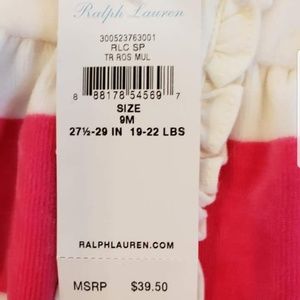 Ralph Lauren
300523763001
RLC SP
TR ROS MUL
8 88178 54569 7
SIZE
9M
27½-29 IN 19-22 LBS
RALPHLAUREN.COM
MSRP $39.50